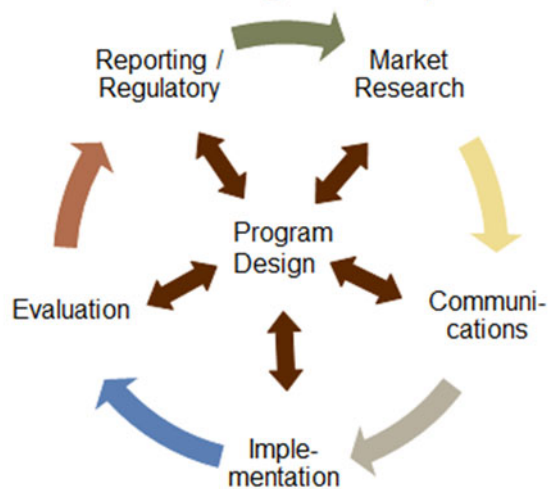 Reporting /
Regulatory
Market
Research
Program
Design
Evaluation
Communi-
cations
Imple-
mentation